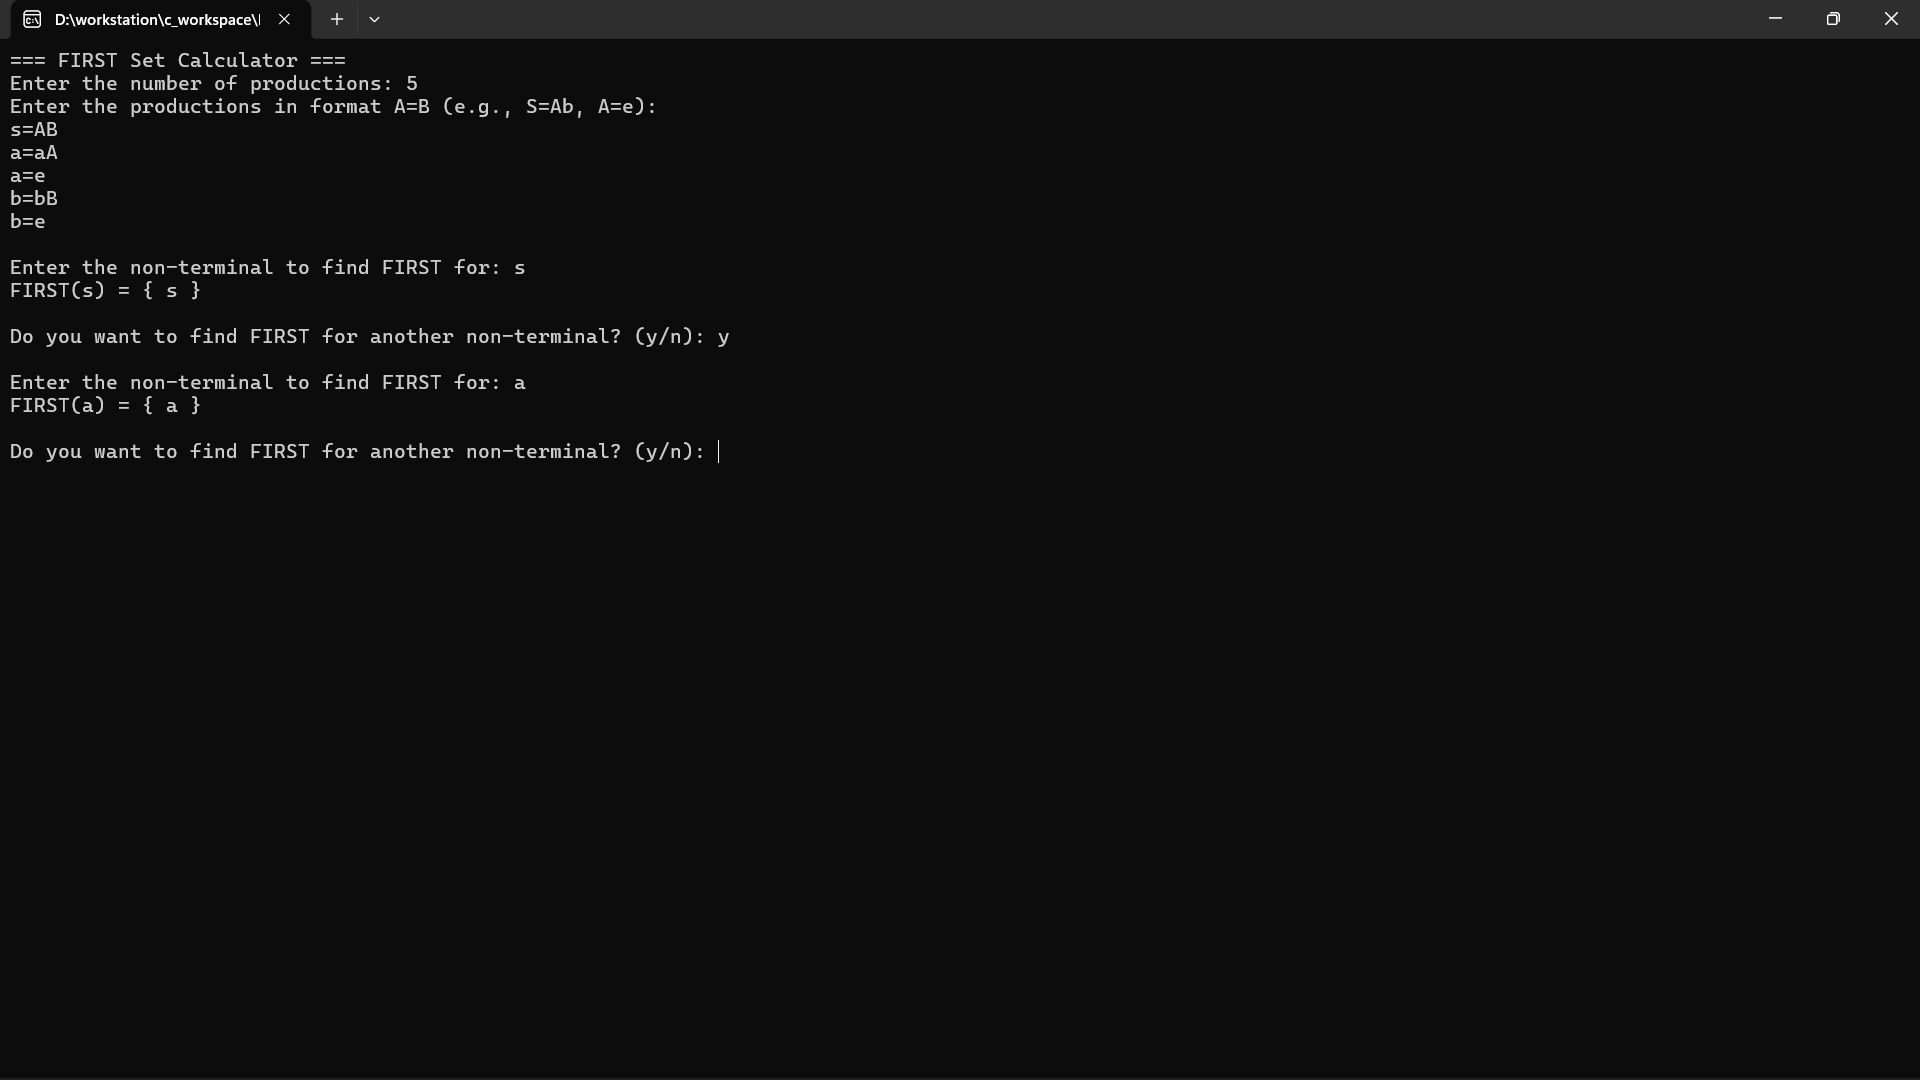 D:\workstation\c_workspace\
=== FIRST Set Calculator ===
Enter the number of productions: 5
Enter the productions in format A=B (e.g., S=Ab, A=e):
s=AB
a=aA
a=e
b=bB
b=e
Enter the non-terminal to find FIRST for: s
FIRST(s) = { s }
Do you want to find FIRST for another non-terminal? (y/n): y
Enter the non-terminal to find FIRST for: a
FIRST(a) = { a }
Do you want to find FIRST for another non-terminal? (y/n):